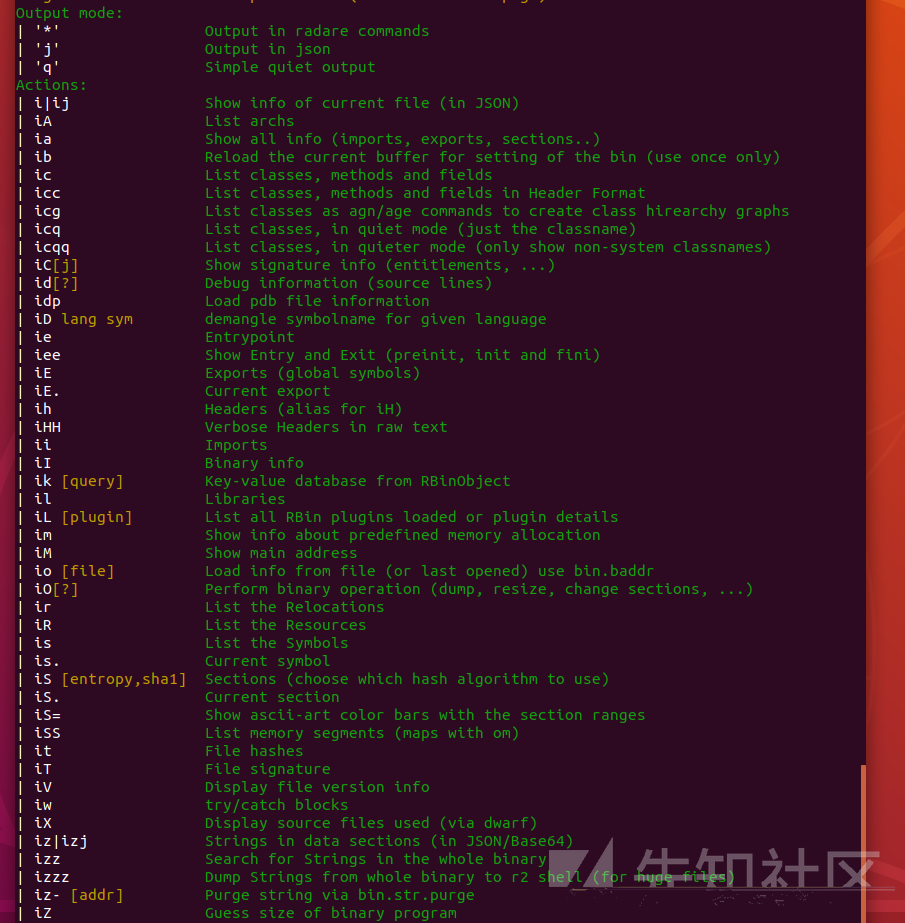 Output mode:
| '*' Output in radare commands
| 'j' Output in json
| 'q' Simple quiet output
Actions:
| i|ij Show info of current file (in JSON)
| iA List archs
| ia Show all info (imports, exports, sections..)
| ib Reload the current buffer for setting of the bin (use once only)
| ic List classes, methods and fields
| icc List classes, methods and fields in Header Format
| icg List classes as agn/age commands to create class hirearchy graphs
| icq List classes, in quiet mode (just the classname)
| icqq List classes, in quieter mode (only show non-system classnames)
| iC[j] Show signature info (entitlements, ...)
| id[?] Debug information (source lines)
| idp Load pdb file information
| iD lang sym demangle symbolname for given language
| ie Entrypoint
| iee Show Entry and Exit (preinit, init and fini)
| iE Exports (global symbols)
| iE. Current export
| ih Headers (alias for iH)
| iHH Verbose Headers in raw text
| ii Imports
| iI Binary info
| ik [query] Key-value database from RBinObject
| il Libraries
| iL [plugin] List all RBin plugins loaded or plugin details
| im Show info about predefined memory allocation
| iM Show main address
| io [file] Load info from file (or last opened) use bin.baddr
| iO[?] Perform binary operation (dump, resize, change sections, ...)
| ir List the Relocations
| iR List the Resources
| is List the Symbols
| is. Current symbol
| iS [entropy,sha1] Sections (choose which hash algorithm to use)
| iS. Current section
| iS= Show ascii-art color bars with the section ranges
| iSS List memory segments (maps with om)
| it File hashes
| iT File signature
| iV Display file version info
| iw try/catch blocks
| iX Display source files used (via dwarf)
| iz|izj Strings in data sections (in JSON/Base64)
| izz Search for Strings in the whole binary
| izzz Dump Strings from whole binary to r2 shell (for huge files)
| iz- [addr] Purge string via bin.str.purge
| iZ Guess size of binary program
先知社区